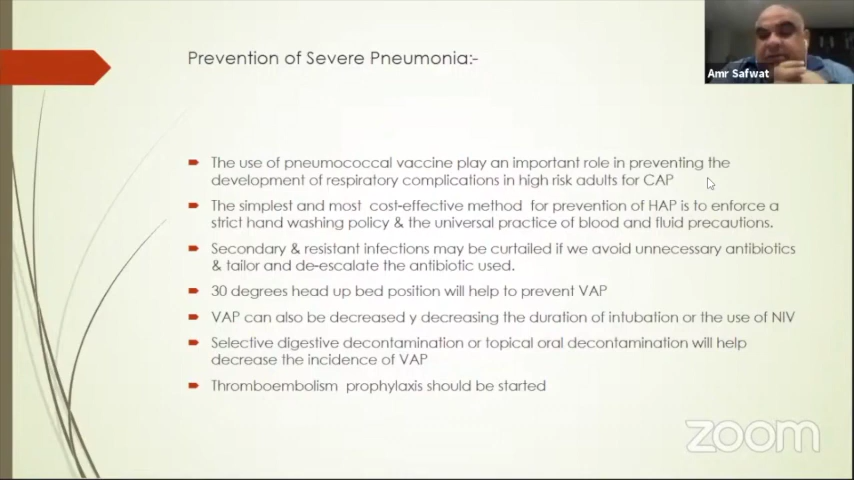 Prevention of Severe Pneumonia:-
Amr Safwat
The use of pneumococcal vaccine play an important role in preventing the
development of respiratory complications in high risk adults for CAP
The simplest and most cost-effective method for prevention of HAP is to enforce a
strict hand washing policy & the universal practice of blood and fluid precautions.
Secondary & resistant infections may be curtailed if we avoid unnecessary antibiotics
& tailor and de-escalate the antibiotic used.
30 degrees head up bed position will help to prevent VAP
VAP can also be decreased y decreasing the duration of intubation or the use of NIV
Selective digestive decontamination or topical oral decontamination will help
decrease the incidence of VAP
Thromboembolism prophylaxis should be started
zoom